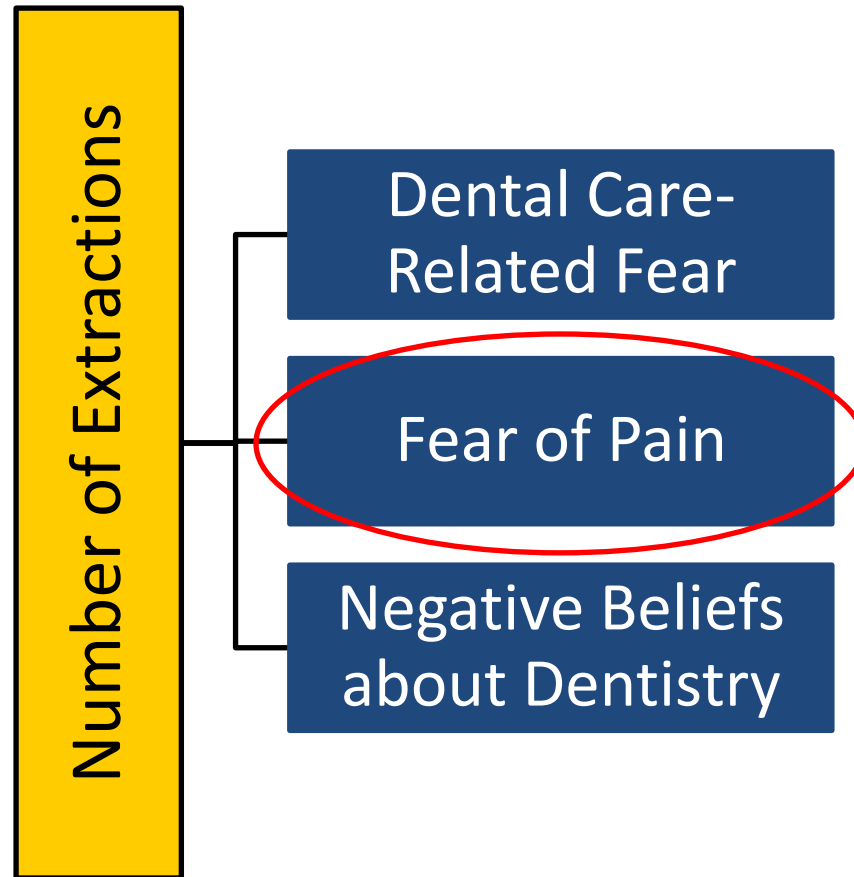 Number of Extractions
Dental Care-
Related Fear
Fear of Pain
Negative Beliefs
about Dentistry